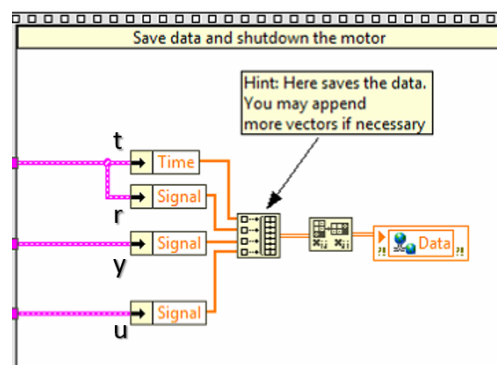 Save data and shutdown the motor
Hint: Here saves the data.
You may append
more vectors if necessary
t
Time
r
Signal
y
Signal
Data
Signal
u